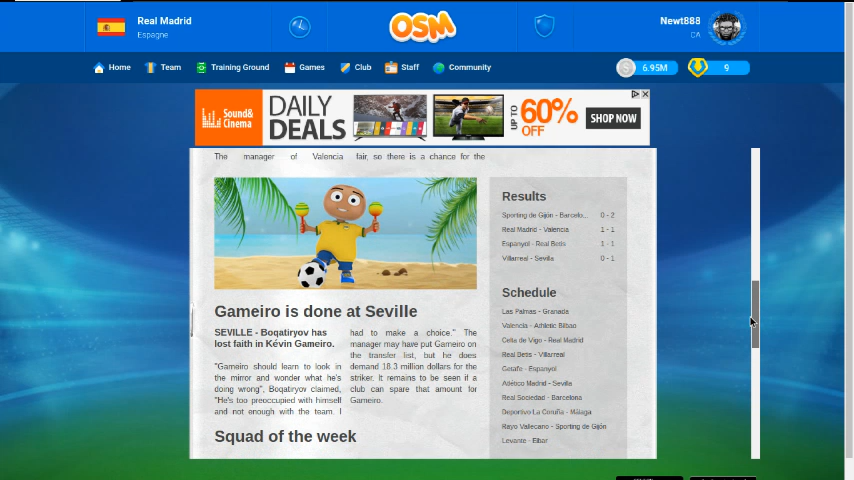 Real Madrid
Espagne
OSM
Newt888
CA
Home
Team
Training Ground
Games
Club
Staff
Community
6.95M
9
Sound&
Cinema
DAILY
DEALS
UP TO
60%
OFF
SHOP NOW
The manager of Valencia fair, so there is a chance for the
Gameiro is done at Seville
SEVILLE - Boqatiryov has
lost faith in Kévin Gameiro.
"Gameiro should learn to look in
the mirror and wonder what he's
doing wrong", Boqatiryov claimed,
"He's too preoccupied with himself
and not enough with the team. I
had to make a choice." The
manager may have put Gameiro on
the transfer list, but he does
demand 18.3 million dollars for the
striker. It remains to be seen if a
club can spare that amount for
Gameiro.
Squad of the week
Results
Sporting de Gijón - Barcelo... 0 - 2
Real Madrid - Valencia 1 - 1
Espanyol - Real Betis 1 - 1
Villarreal - Sevilla 0 - 1
Schedule
Las Palmas - Granada
Valencia - Athletic Bilbao
Celta de Vigo - Real Madrid
Real Betis - Villarreal
Getafe - Espanyol
Atlético Madrid - Sevilla
Real Sociedad - Barcelona
Deportivo La Coruña - Málaga
Rayo Vallecano - Sporting de Gijón
Levante - Eibar